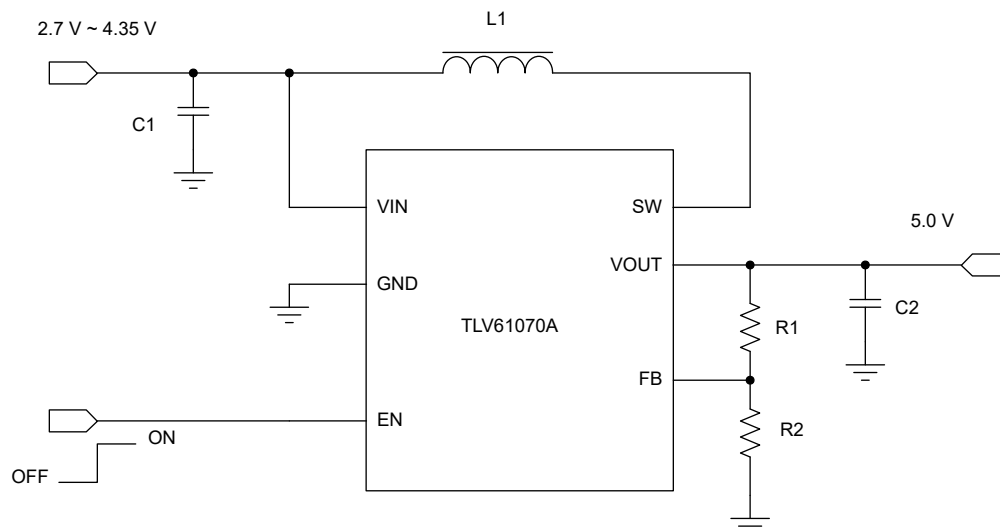 L1
2.7 V ~ 4.35 V
C1
VIN
SW
5.0 V
VOUT
GND
C2
TLV61070A
R1
FB
EN
R2
ON
OFF